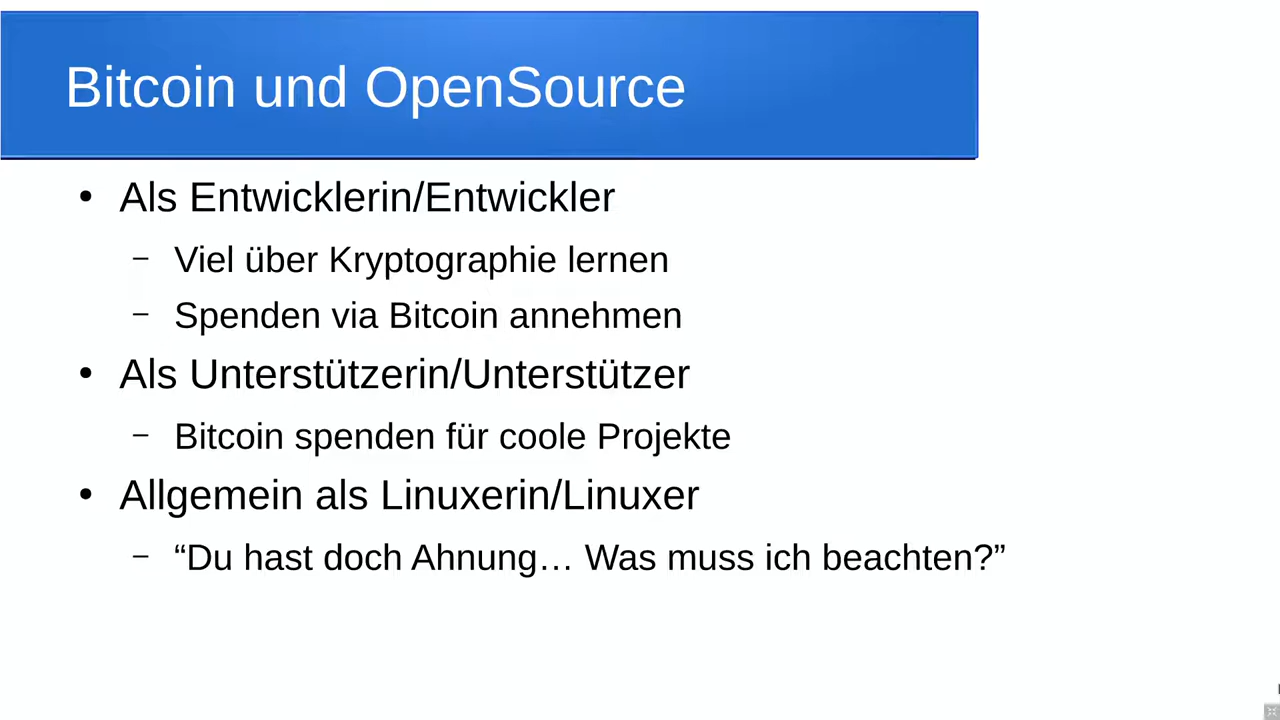 Bitcoin und OpenSource
• Als Entwicklerin/Entwickler
– Viel über Kryptographie lernen
– Spenden via Bitcoin annehmen
• Als Unterstützerin/Unterstützer
– Bitcoin spenden für coole Projekte
• Allgemein als Linuxerin/Linuxer
– “Du hast doch Ahnung… Was muss ich beachten?”